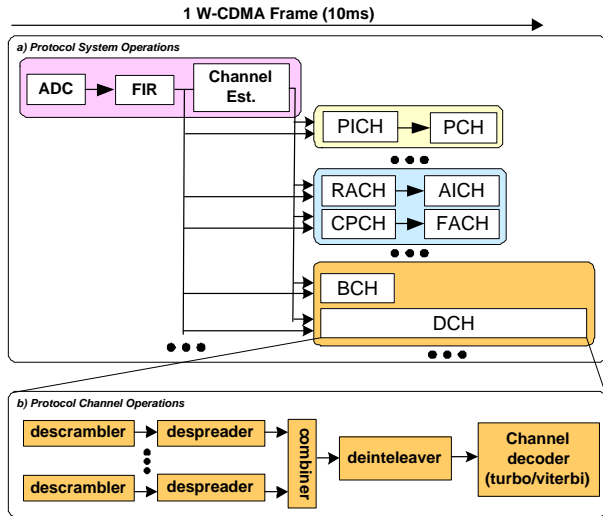 1 W-CDMA Frame (10ms)
a) Protocol System Operations
ADC
FIR
Channel
Est.
PICH
PCH
RACH
AICH
CPCH
FACH
BCH
DCH
b) Protocol Channel Operations
descrambler
despreader
descrambler
despreader
combiner
deinteleaver
Channel
decoder
(turbo/viterbi)